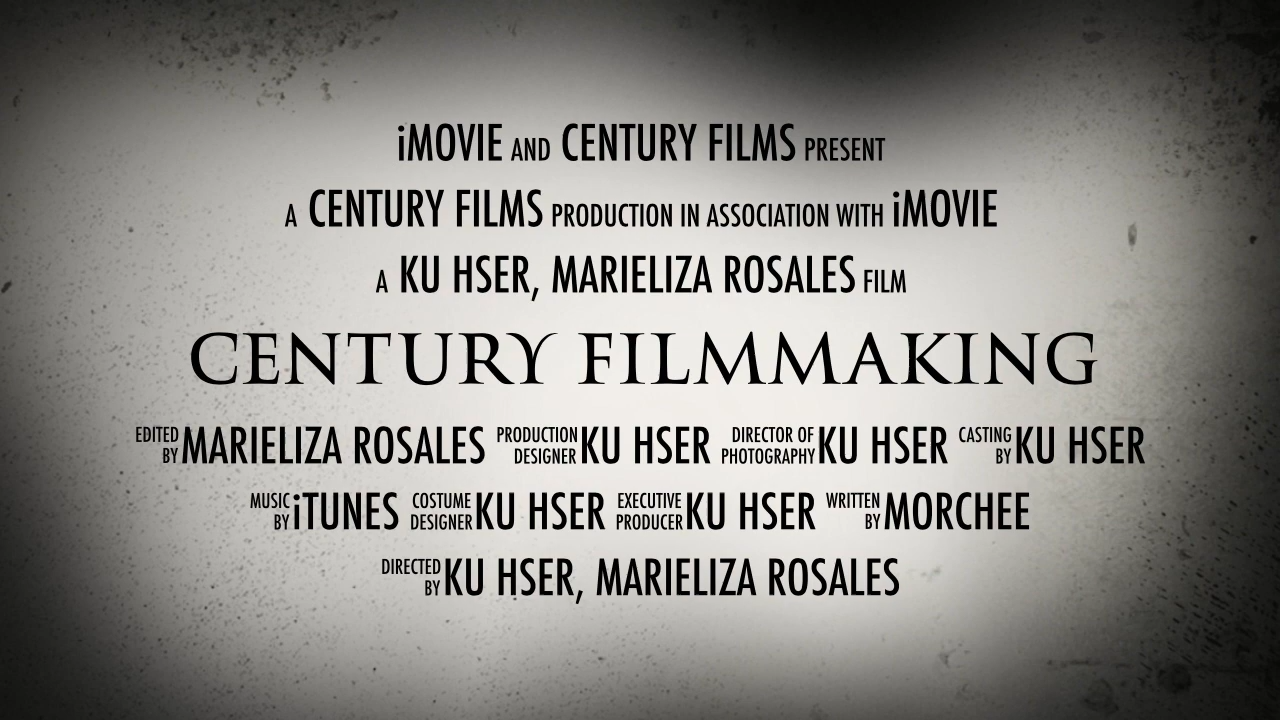 iMOVIE AND CENTURY FILMS PRESENT
A CENTURY FILMS PRODUCTION IN ASSOCIATION WITH iMOVIE
A KU HSER, MARIELIZA ROSALES FILM
CENTURY FILMMAKING
EDITED BY MARIELIZA ROSALES PRODUCTION DESIGNER KU HSER DIRECTOR OF PHOTOGRAPHY KU HSER CASTING BY KU HSER
MUSIC BY iTUNES COSTUME DESIGNER KU HSER EXECUTIVE PRODUCER KU HSER WRITTEN BY MORCHEE
DIRECTED BY KU HSER, MARIELIZA ROSALES